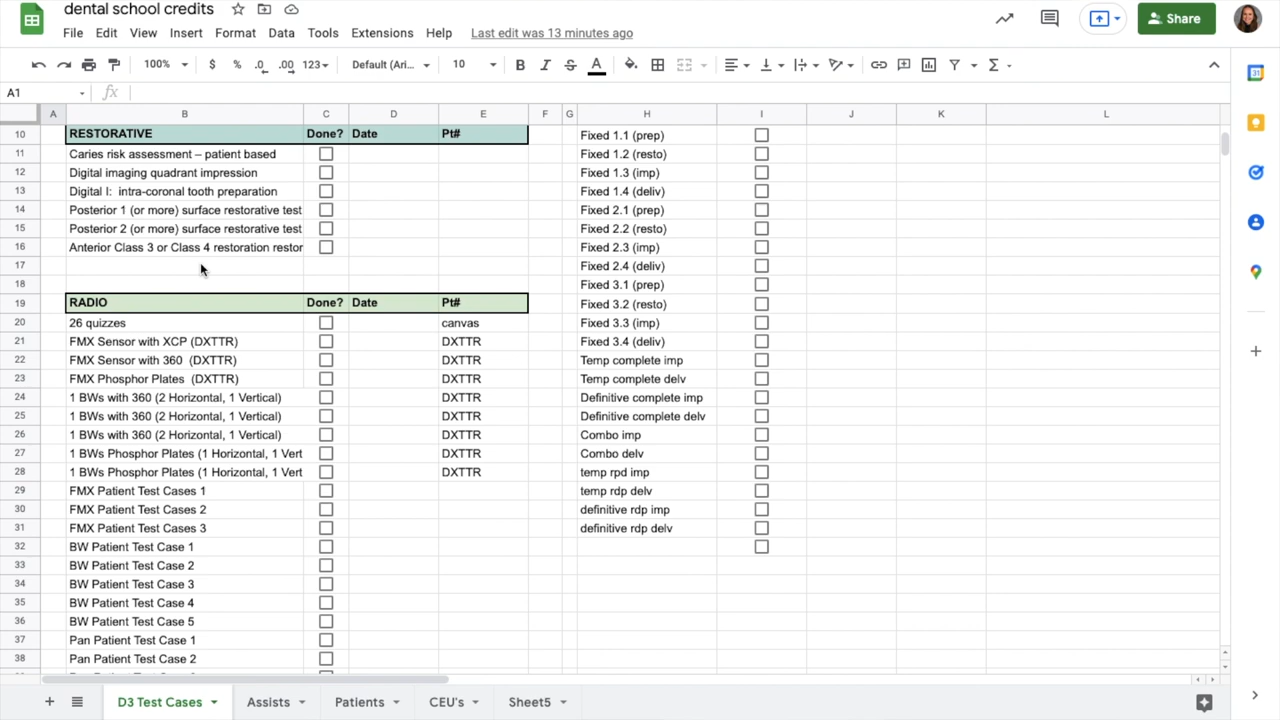 dental school credits
File Edit View Insert Format Data Tools Extensions Help Last edit was 13 minutes ago
Share
100% $ % .0 .00 123 Default (Ari... 10 B I S A
A1 fx
A B C D E F G H I J K L
10 RESTORATIVE Done? Date Pt# Fixed 1.1 (prep)
11 Caries risk assessment – patient based Fixed 1.2 (resto)
12 Digital imaging quadrant impression Fixed 1.3 (imp)
13 Digital I: intra-coronal tooth preparation Fixed 1.4 (deliv)
14 Posterior 1 (or more) surface restorative test Fixed 2.1 (prep)
15 Posterior 2 (or more) surface restorative test Fixed 2.2 (resto)
16 Anterior Class 3 or Class 4 restoration restor Fixed 2.3 (imp)
17 Fixed 2.4 (deliv)
18 Fixed 3.1 (prep)
19 RADIO Done? Date Pt# Fixed 3.2 (resto)
20 26 quizzes canvas Fixed 3.3 (imp)
21 FMX Sensor with XCP (DXTTR) DXTTR Fixed 3.4 (deliv)
22 FMX Sensor with 360 (DXTTR) DXTTR Temp complete imp
23 FMX Phosphor Plates (DXTTR) DXTTR Temp complete delv
24 1 BWs with 360 (2 Horizontal, 1 Vertical) DXTTR Definitive complete imp
25 1 BWs with 360 (2 Horizontal, 1 Vertical) DXTTR Definitive complete delv
26 1 BWs with 360 (2 Horizontal, 1 Vertical) DXTTR Combo imp
27 1 BWs Phosphor Plates (1 Horizontal, 1 Vert DXTTR Combo delv
28 1 BWs Phosphor Plates (1 Horizontal, 1 Vert DXTTR temp rpd imp
29 FMX Patient Test Cases 1 temp rdp delv
30 FMX Patient Test Cases 2 definitive rdp imp
31 FMX Patient Test Cases 3 definitive rdp delv
32 BW Patient Test Case 1
33 BW Patient Test Case 2
34 BW Patient Test Case 3
35 BW Patient Test Case 4
36 BW Patient Test Case 5
37 Pan Patient Test Case 1
38 Pan Patient Test Case 2
D3 Test Cases Assists Patients CEU's Sheet5